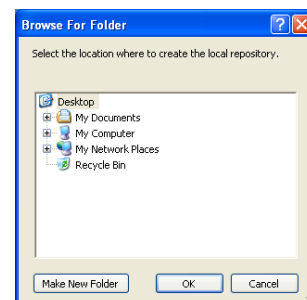 Browse For Folder
Select the location where to create the local repository.
Desktop
My Documents
My Computer
My Network Places
Recycle Bin
Make New Folder OK Cancel